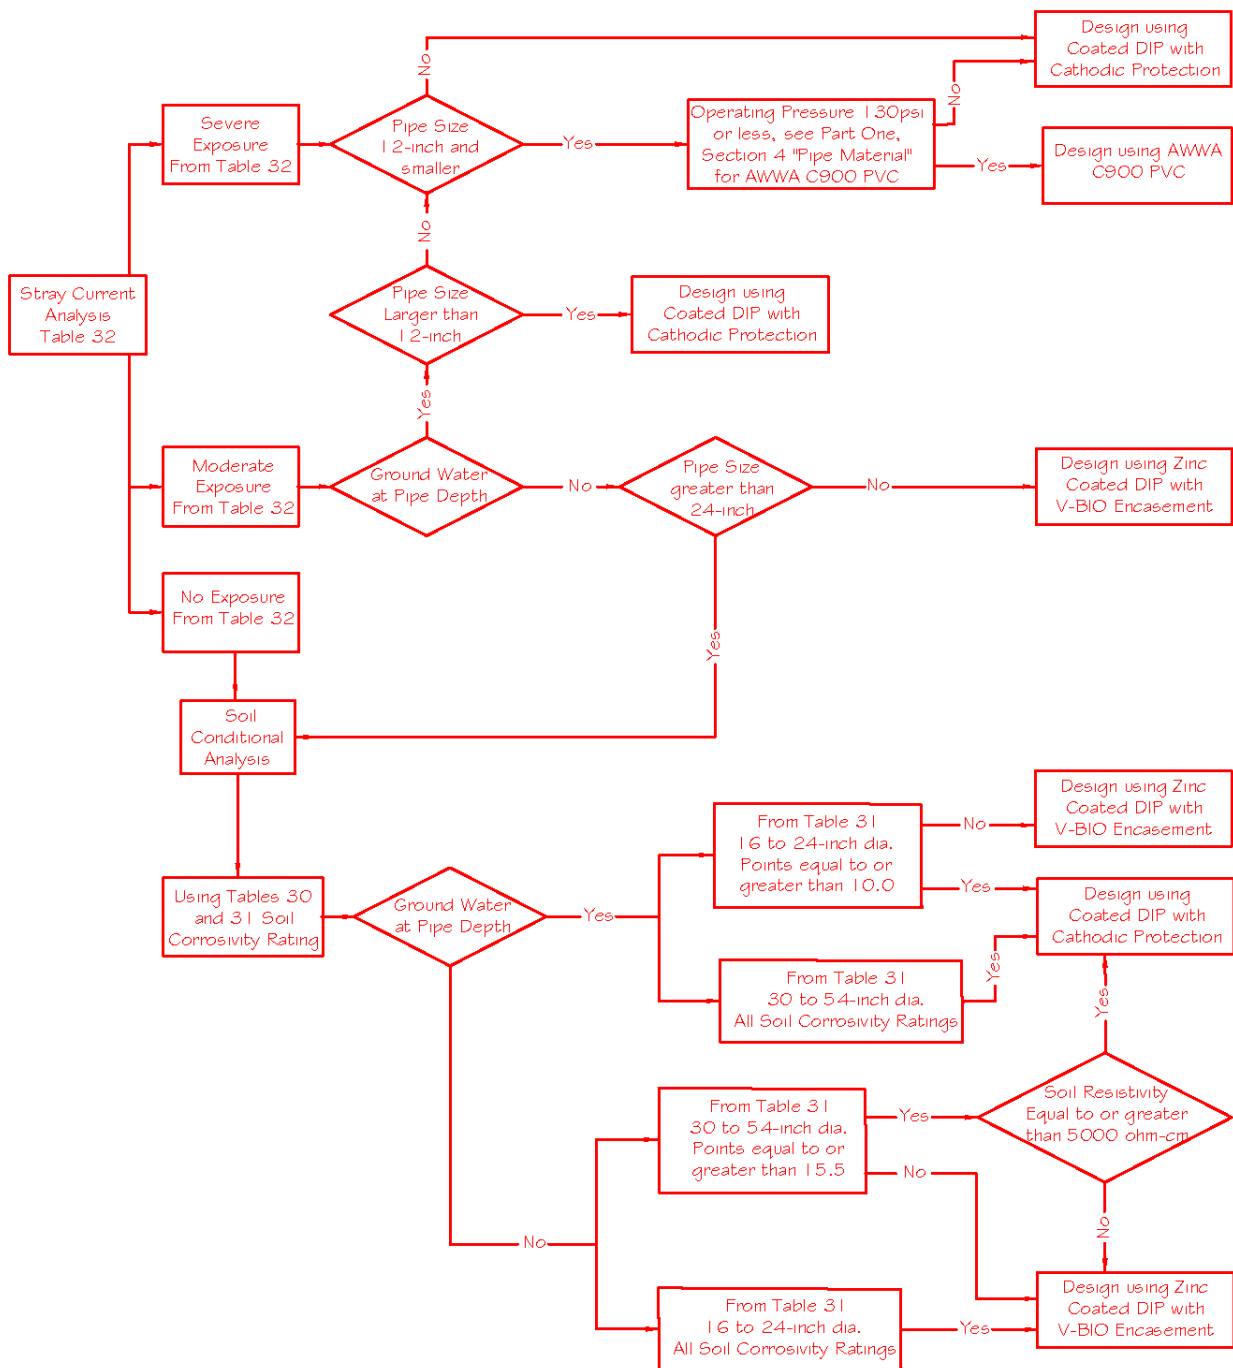 Design using
Coated DIP with
Cathodic Protection
No
No
Severe
Exposure
From Table 32
Pipe Size
12-inch and
smaller
Yes
Operating Pressure 130psi
or less, see Part One,
Section 4 "Pipe Material"
for AWWA C900 PVC
Yes
Design using AWWA
C900 PVC
No
Stray Current
Analysis
Table 32
Pipe Size
Larger than
12-inch
Yes
Design using
Coated DIP with
Cathodic Protection
Yes
Moderate
Exposure
From Table 32
Ground Water
at Pipe Depth
No
Pipe Size
greater than
24-inch
No
Design using Zinc
Coated DIP with
V-BIO Encasement
No Exposure
From Table 32
Yes
Soil
Conditional
Analysis
From Table 31
16 to 24-inch dia.
Points equal to or
greater than 10.0
No
Design using Zinc
Coated DIP with
V-BIO Encasement
Yes
Using Tables 30
and 31 Soil
Corrosivity Rating
Ground Water
at Pipe Depth
Yes
Design using
Coated DIP with
Cathodic Protection
From Table 31
30 to 54-inch dia.
All Soil Corrosivity Ratings
Yes
Yes
From Table 31
30 to 54-inch dia.
Points equal to or
greater than 15.5
Yes
Soil Resistivity
Equal to or greater
than 5000 ohm-cm
No
No
No
From Table 31
16 to 24-inch dia.
All Soil Corrosivity Ratings
Yes
Design using Zinc
Coated DIP with
V-BIO Encasement